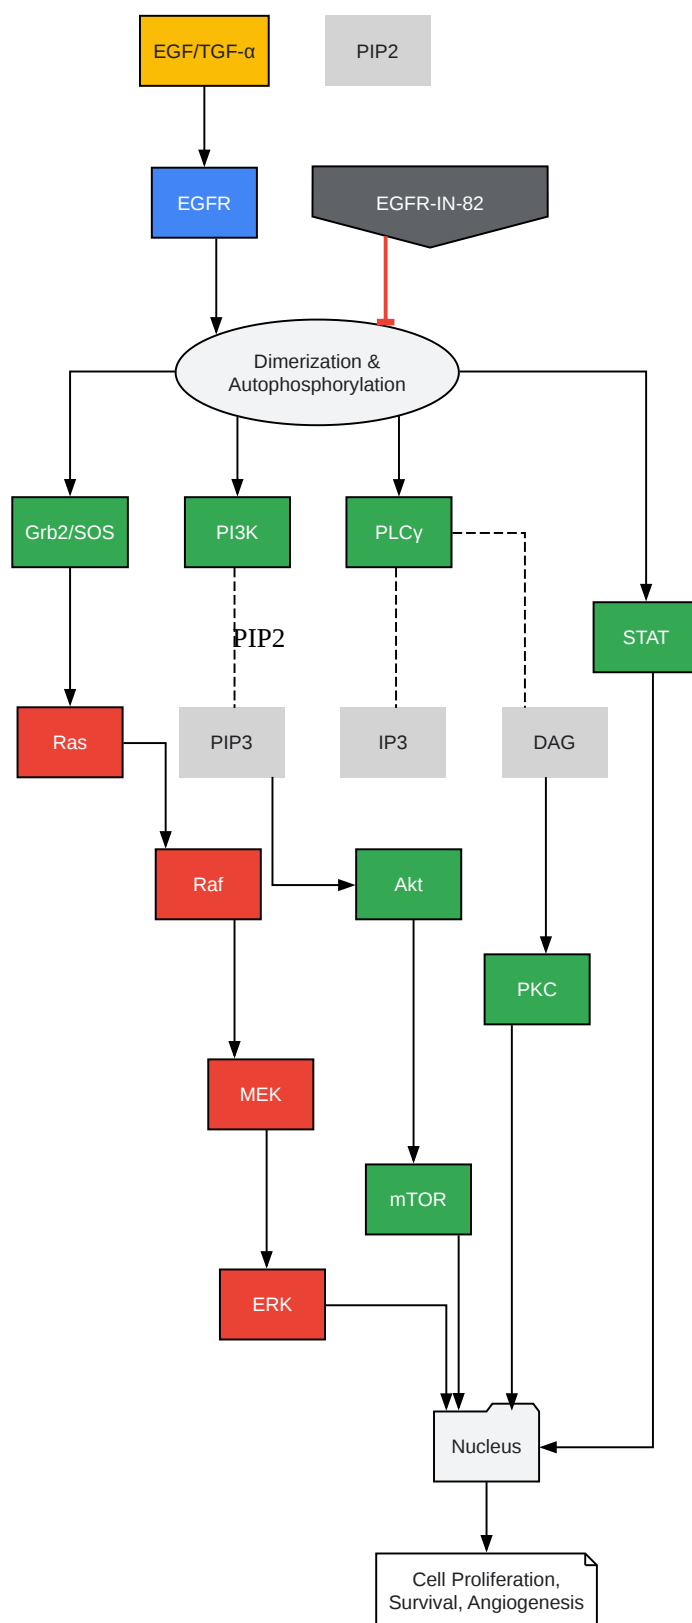 EGF/TGF-α
PIP2
EGFR
EGFR-IN-82
Dimerization &
Autophosphorylation
Grb2/SOS
PI3K
PLCγ
PIP2
STAT
Ras
PIP3
IP3
DAG
Raf
Akt
PKC
MEK
mTOR
ERK
Nucleus
Cell Proliferation,
Survival, Angiogenesis